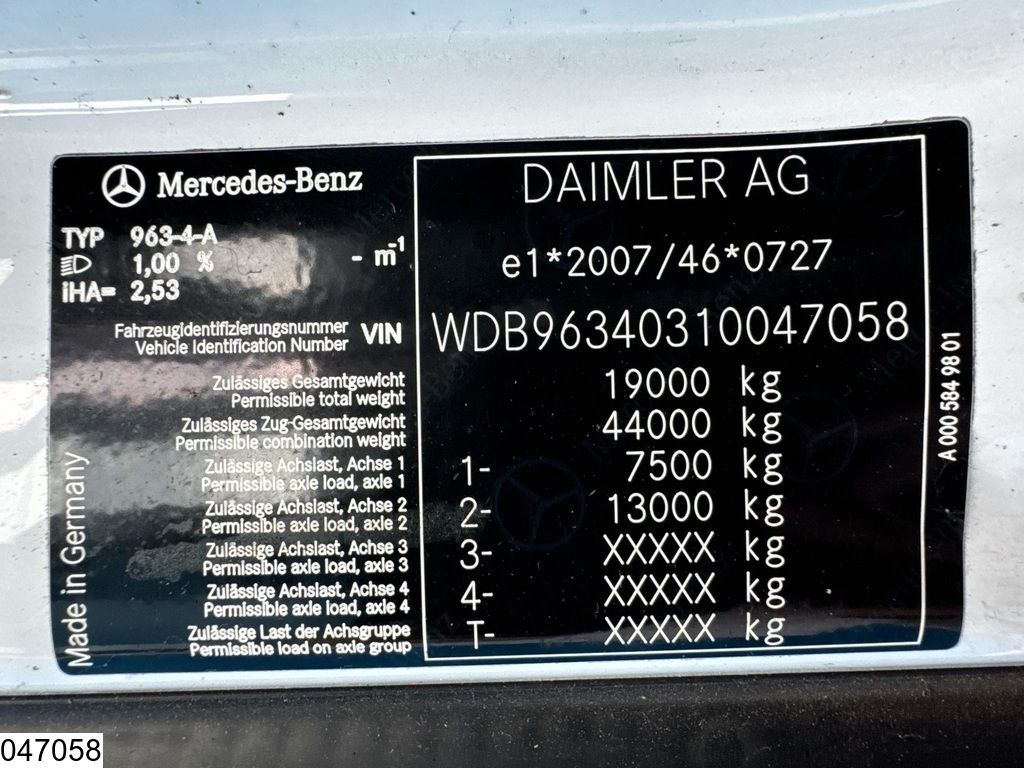 Mercedes-Benz
DAIMLER AG
TYP 963-4-A
1,00 % - m⁻¹
iHA= 2,53
e1*2007/46*0727
Fahrzeugidentifizierungsnummer
Vehicle Identification Number VIN WDB96340310047058
Zulässiges Gesamtgewicht
Permissible total weight 19000 kg
Zulässiges Zug-Gesamtgewicht
Permissible combination weight 44000 kg
Zulässige Achslast, Achse 1
Permissible axle load, axle 1 1- 7500 kg
Zulässige Achslast, Achse 2
Permissible axle load, axle 2 2- 13000 kg
Zulässige Achslast, Achse 3
Permissible axle load, axle 3 3- XXXXX kg
Zulässige Achslast, Achse 4
Permissible axle load, axle 4 4- XXXXX kg
Zulässige Last der Achsgruppe
Permissible load on axle group T- XXXXX kg
Made in Germany
A 000 584 98 01
047058